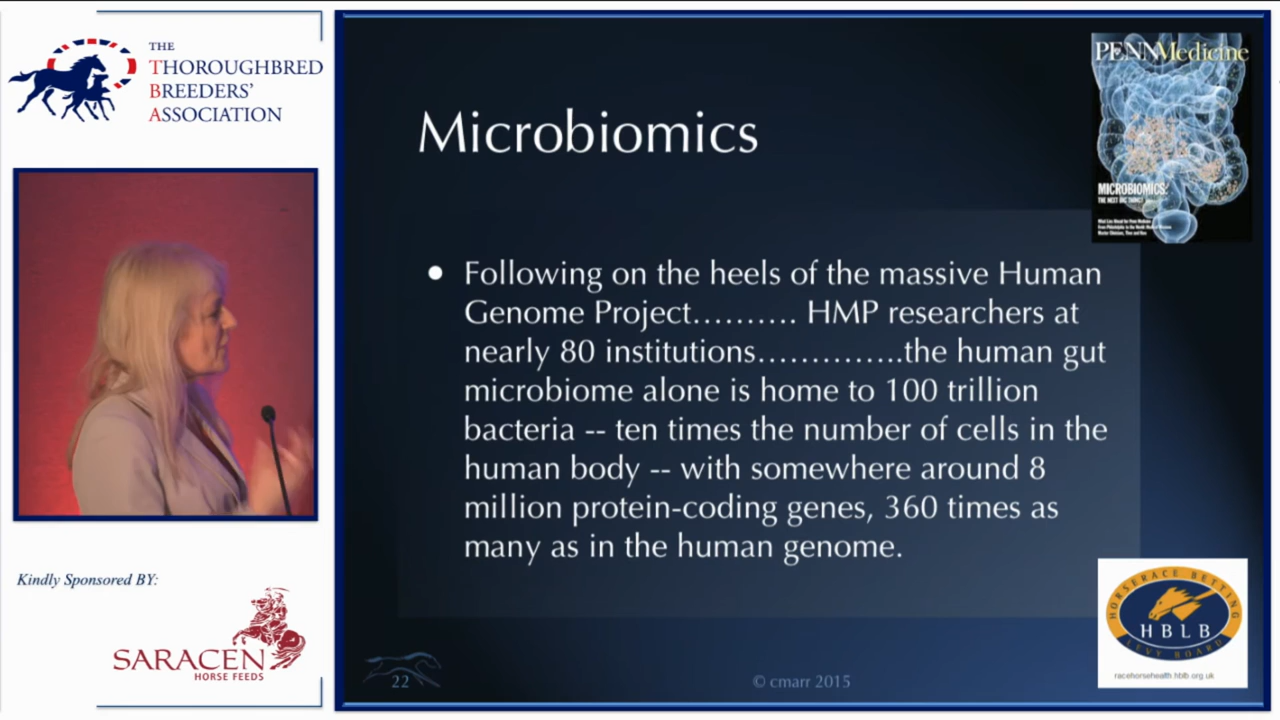 THE
THOROUGHBRED
BREEDERS'
ASSOCIATION
Kindly Sponsored BY:
SARACEN
HORSE FEEDS
Microbiomics
PENN Medicine
MICROBIOMICS:
THE NEXT BIG THING?
• Following on the heels of the massive Human
Genome Project.......... HMP researchers at
nearly 80 institutions..............the human gut
microbiome alone is home to 100 trillion
bacteria -- ten times the number of cells in the
human body -- with somewhere around 8
million protein-coding genes, 360 times as
many as in the human genome.
22
© cmarr 2015
HORSERACE BETTING
HBLB
LEVY BOARD
racehorsehealth.hblb.org.uk